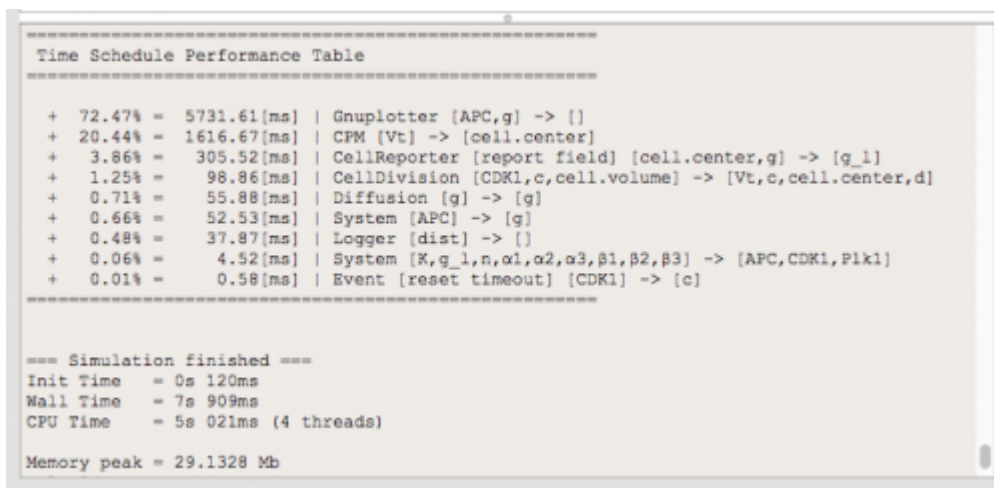 ========================================================
Time Schedule Performance Table
========================================================
+ 72.47% = 5731.61[ms] | Gnuplotter [APC,g] -> []
+ 20.44% = 1616.67[ms] | CPM [Vt] -> [cell.center]
+ 3.86% = 305.52[ms] | CellReporter [report field] [cell.center,g] -> [g_l]
+ 1.25% = 98.86[ms] | CellDivision [CDK1,c,cell.volume] -> [Vt,c,cell.center,d]
+ 0.71% = 55.88[ms] | Diffusion [g] -> [g]
+ 0.66% = 52.53[ms] | System [APC] -> [g]
+ 0.48% = 37.87[ms] | Logger [dist] -> []
+ 0.06% = 4.52[ms] | System [K,g_l,n,α1,α2,α3,β1,β2,β3] -> [APC,CDK1,Plk1]
+ 0.01% = 0.58[ms] | Event [reset timeout] [CDK1] -> [c]
========================================================
=== Simulation finished ===
Init Time = 0s 120ms
Wall Time = 7s 909ms
CPU Time = 5s 021ms (4 threads)
Memory peak = 29.1328 Mb